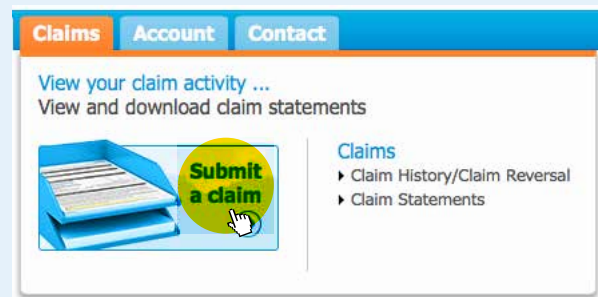 Claims Account Contact
View your claim activity ...
View and download claim statements
Submit
a claim
Claims
Claim History/Claim Reversal
Claim Statements